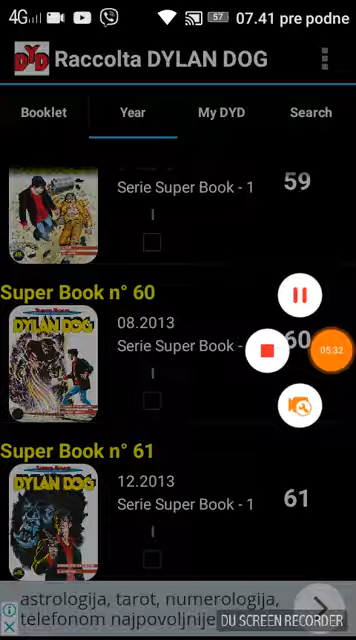 4G 57 07.41 pre podne
DYD Raccolta DYLAN DOG
Booklet Year My DYD Search
Serie Super Book - 1 59
I
Super Book n° 60
DYLAN DOG
08.2013
Serie Super Book - 60
I
05:32
Super Book n° 61
DYLAN DOG
12.2013
Serie Super Book - 1 61
I
astrologija, tarot, numerologija,
telefonom najpovoljnije
DU SCREEN RECORDER